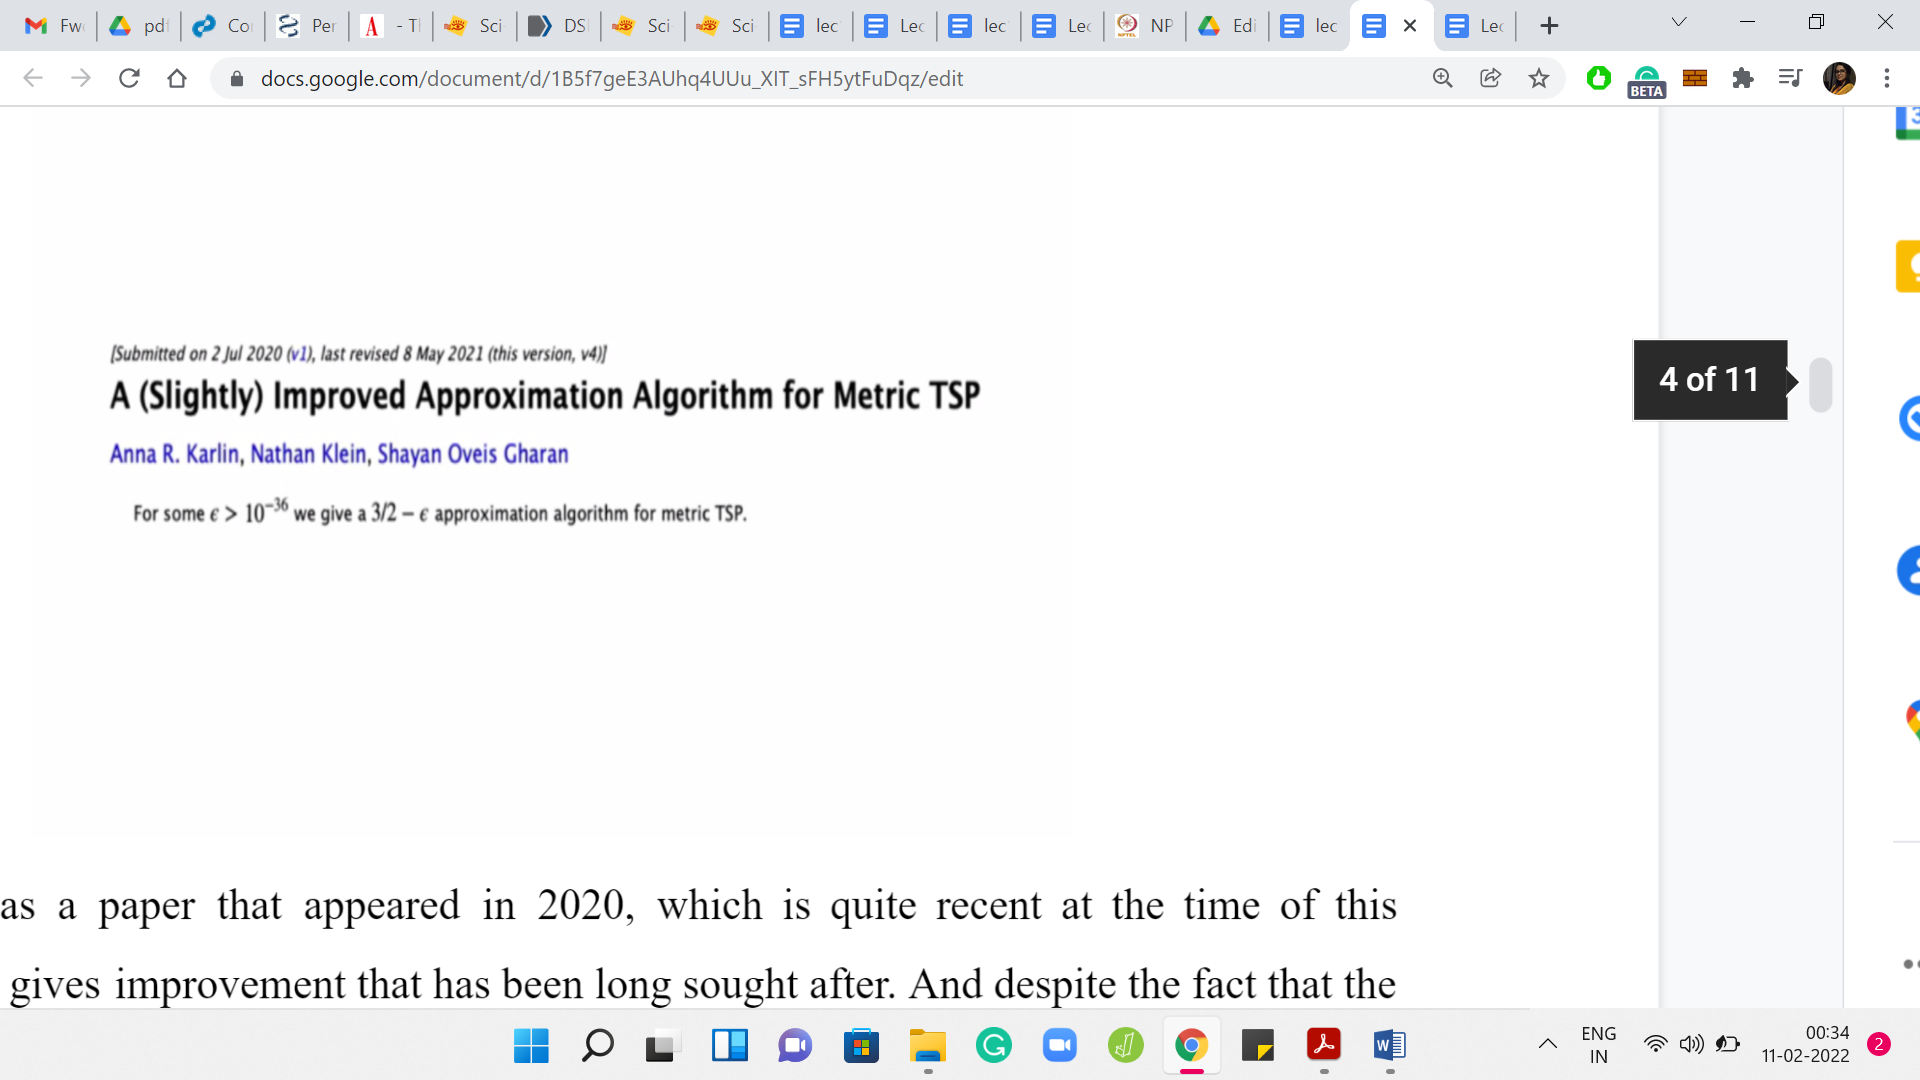 Fw
pdf
Co
Per
- Tl
Sci
DS
Sci
Sci
lec
Lec
lec
Lec
NP
Edi
lec
Lec
docs.google.com/document/d/1B5f7geE3AUhq4UUu_XIT_sFH5ytFuDqz/edit
BETA
[Submitted on 2 Jul 2020 (v1), last revised 8 May 2021 (this version, v4)]
A (Slightly) Improved Approximation Algorithm for Metric TSP
4 of 11
Anna R. Karlin, Nathan Klein, Shayan Oveis Gharan
For some ϵ > 10⁻³⁶ we give a 3/2 − ϵ approximation algorithm for metric TSP.
as a paper that appeared in 2020, which is quite recent at the time of this
gives improvement that has been long sought after. And despite the fact that the
ENG
IN
00:34
11-02-2022
2